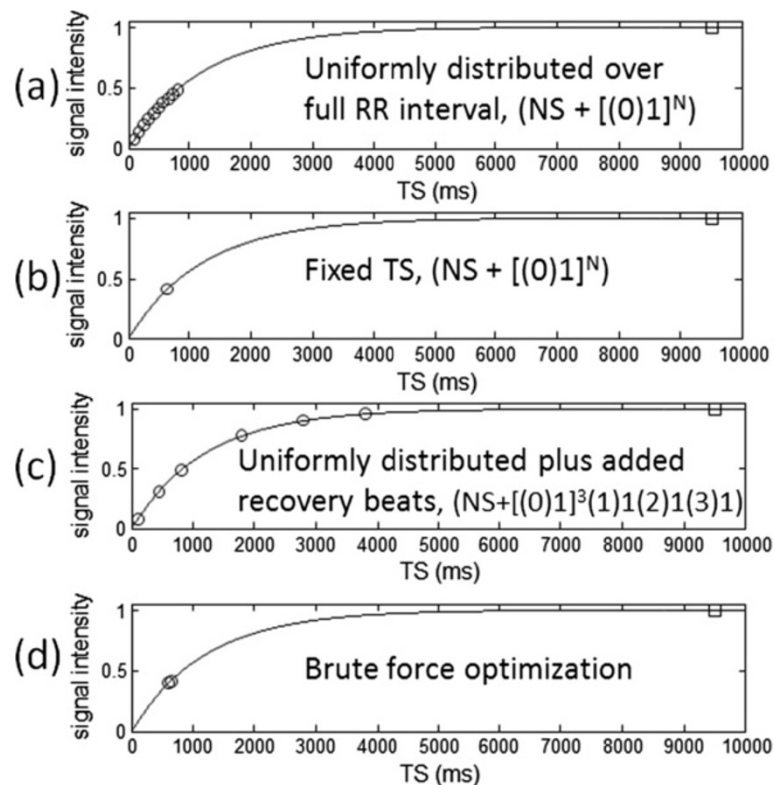 (a)
signal intensity
1
0.5
0
Uniformly distributed over
full RR interval, (NS + [(0)1]ᴺ)
0 1000 2000 3000 4000 5000 6000 7000 8000 9000 10000
TS (ms)
(b)
signal intensity
1
0.5
0
Fixed TS, (NS + [(0)1]ᴺ)
0 1000 2000 3000 4000 5000 6000 7000 8000 9000 10000
TS (ms)
(c)
signal intensity
1
0.5
0
Uniformly distributed plus added
recovery beats, (NS+[(0)1]³(1)1(2)1(3)1)
0 1000 2000 3000 4000 5000 6000 7000 8000 9000 10000
TS (ms)
(d)
signal intensity
1
0.5
0
Brute force optimization
0 1000 2000 3000 4000 5000 6000 7000 8000 9000 10000
TS (ms)